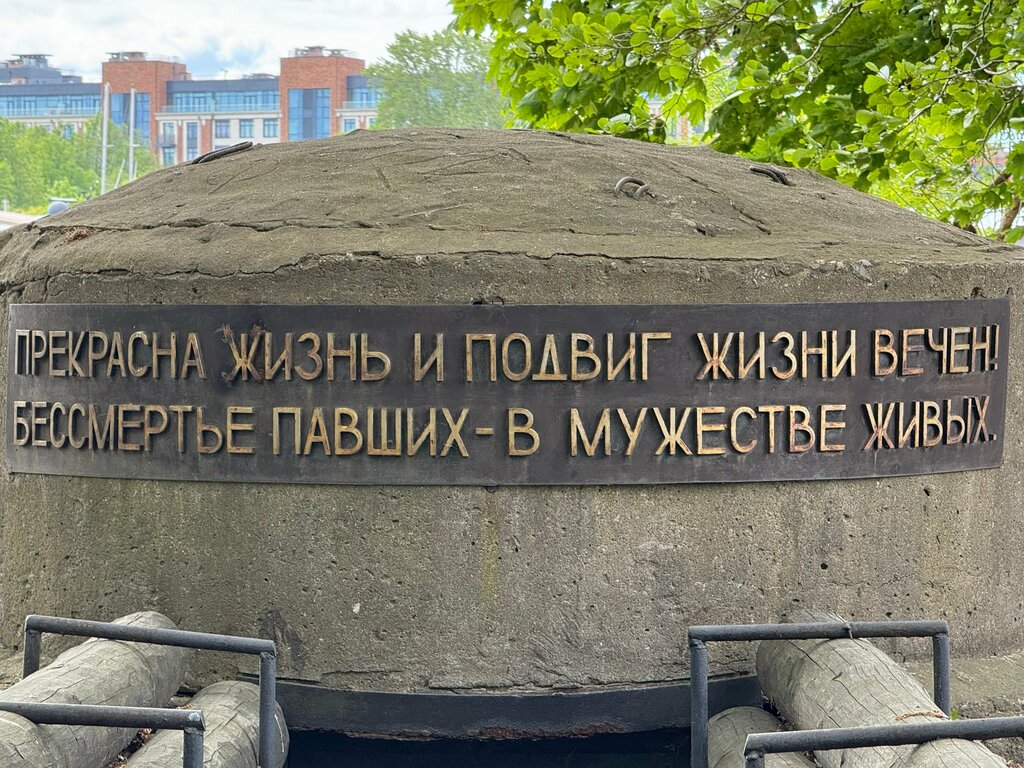 ПРЕКРАСНА ЖИЗНЬ И ПОДВИГ ЖИЗНИ ВЕЧЕН!
БЕССМЕРТЬЕ ПАВШИХ - В МУЖЕСТВЕ ЖИВЫХ.